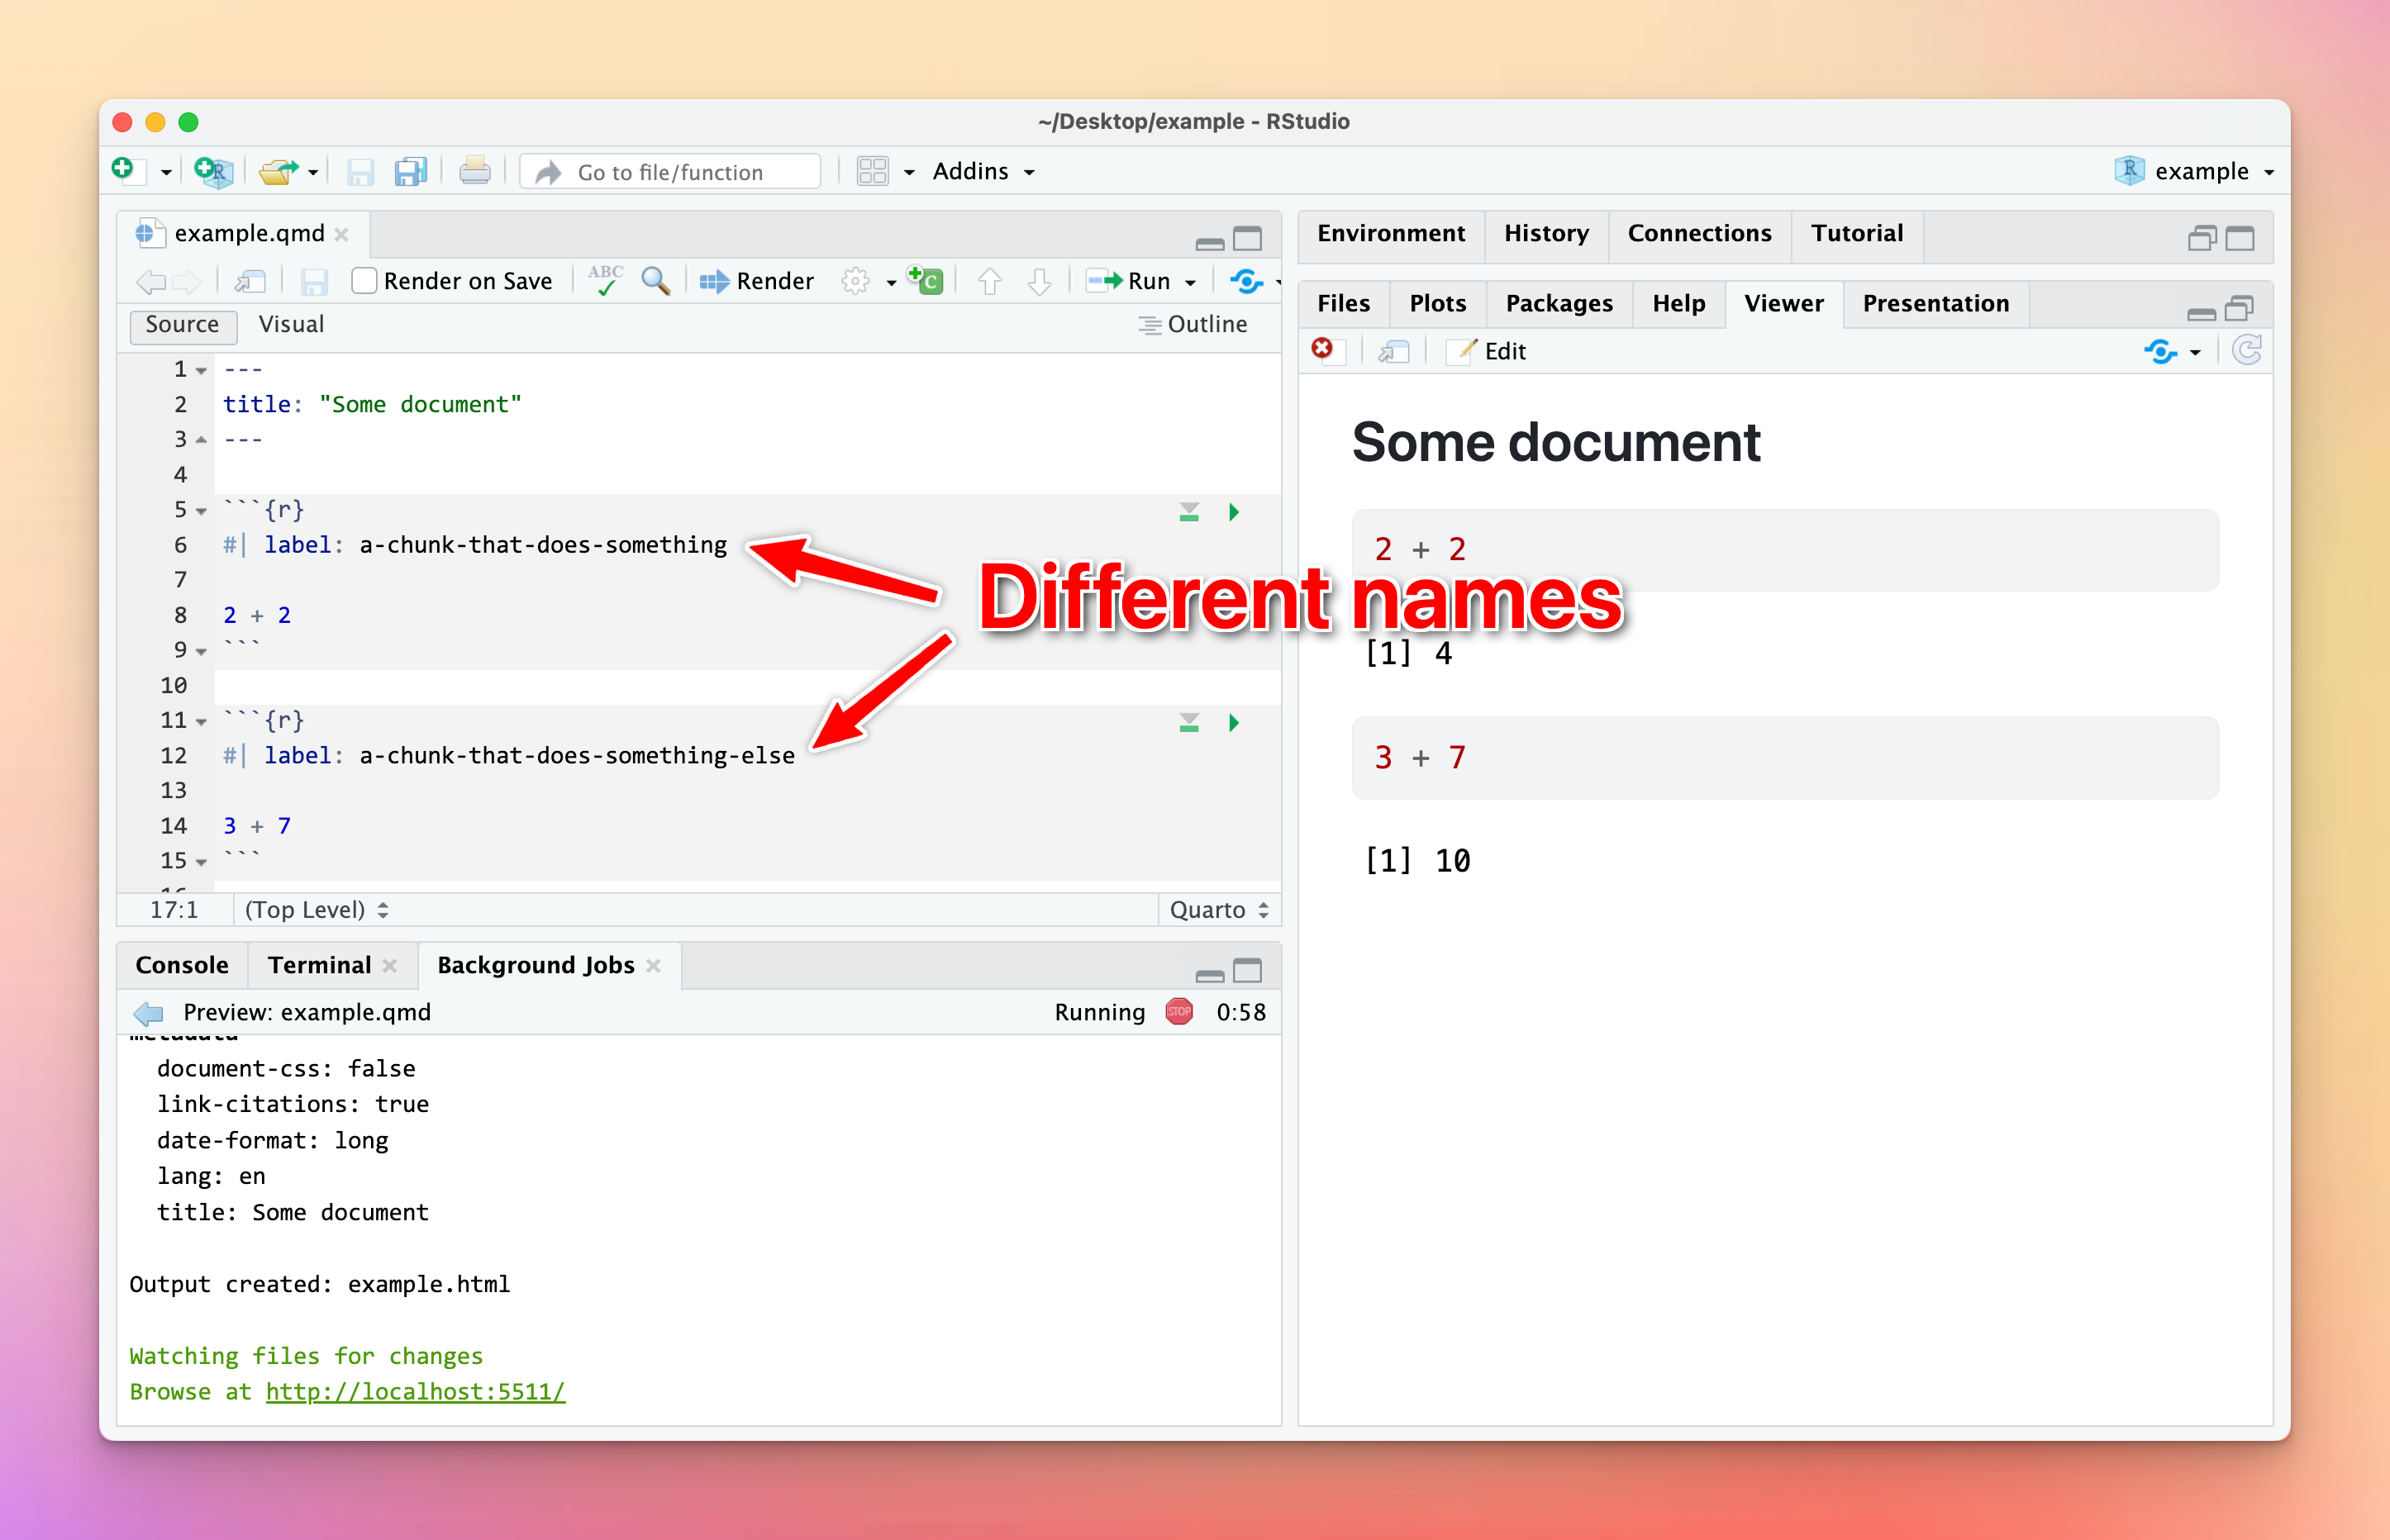 ~/Desktop/example - RStudio
Go to file/function
Addins
R example
example.qmd
Render on Save
ABC
Render
C
Run
Source
Visual
Outline
1 ---
2 title: "Some document"
3 ---
4
5 ```{r}
6 #| label: a-chunk-that-does-something
7
8 2 + 2
9 ```
10
11 ```{r}
12 #| label: a-chunk-that-does-something-else
13
14 3 + 7
15 ```
17:1
(Top Level)
Quarto
Different names
Console
Terminal
Background Jobs
Preview: example.qmd
Running
STOP
0:58
metadata
document-css: false
link-citations: true
date-format: long
lang: en
title: Some document
Output created: example.html
Watching files for changes
Browse at http://localhost:5511/
Environment
History
Connections
Tutorial
Files
Plots
Packages
Help
Viewer
Presentation
Edit
Some document
2 + 2
[1] 4
3 + 7
[1] 10